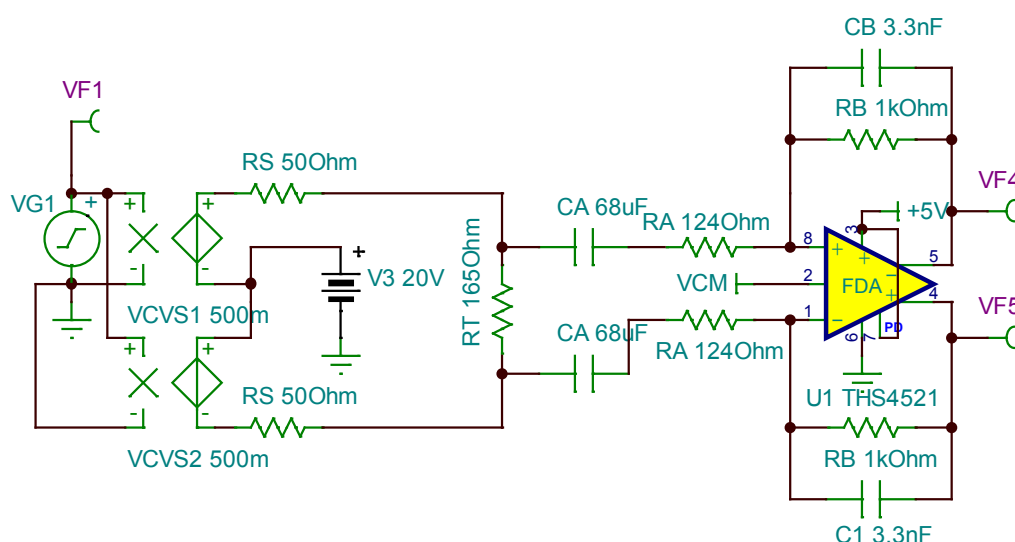 CB 3.3nF
VF1
RB 1kOhm
RS 50Ohm
VG1
+
+
-
+
-
VCVS1 500m
+
V3 20V
RT 165Ohm
CA 68uF
RA 124Ohm
VCM
CA 68uF
RA 124Ohm
+5V
VF4
3
8
2
1
5
4
6
7
+
+
-
-
+
FDA
PD
VF5
U1 THS4521
+
-
+
-
RS 50Ohm
VCVS2 500m
RB 1kOhm
C1 3.3nF